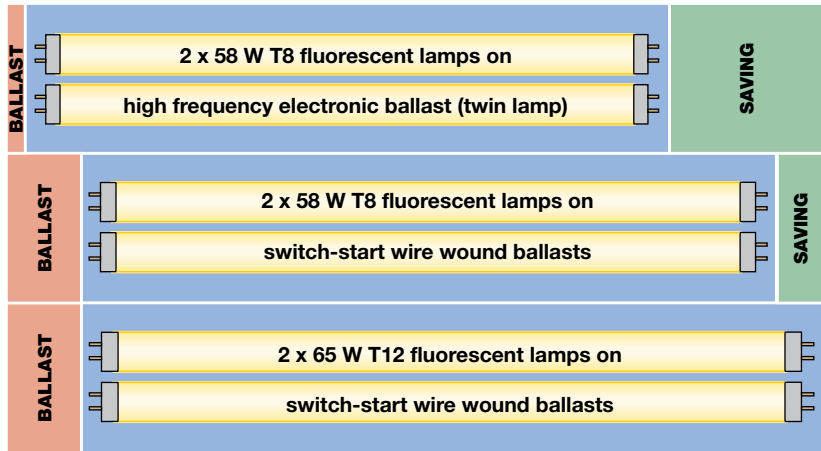 BALLAST
2 x 58 W T8 fluorescent lamps on
high frequency electronic ballast (twin lamp)
SAVING
BALLAST
2 x 58 W T8 fluorescent lamps on
switch-start wire wound ballasts
SAVING
BALLAST
2 x 65 W T12 fluorescent lamps on
switch-start wire wound ballasts